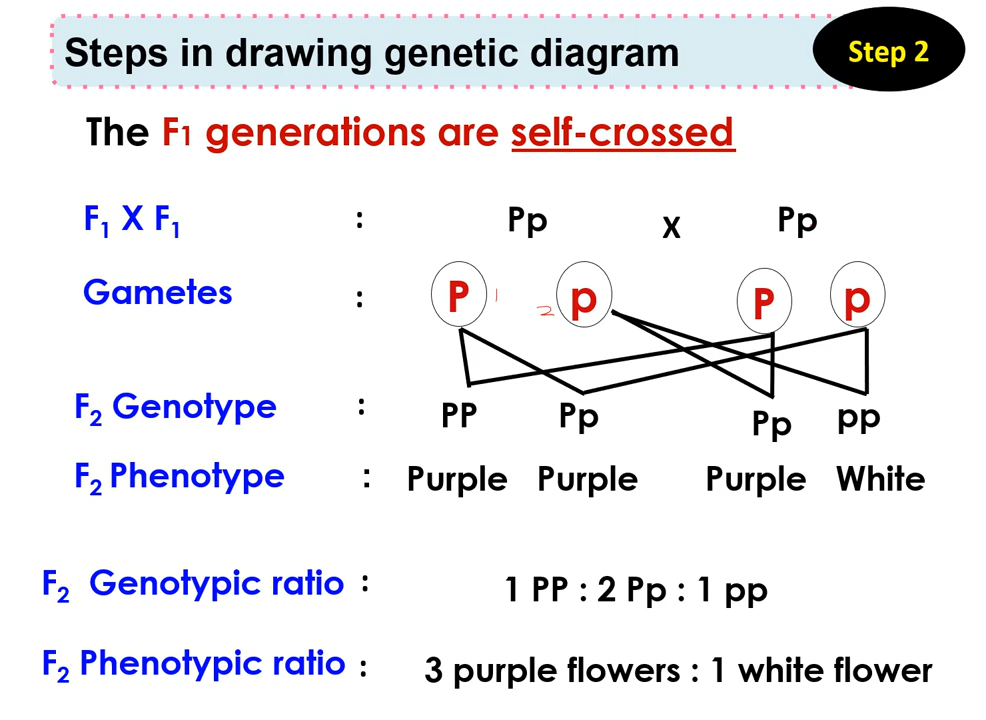 Steps in drawing genetic diagram
Step 2
The F1 generations are self-crossed
F1 X F1 : Pp X Pp
Gametes : P 1 2 p P p
F2 Genotype : PP Pp Pp pp
F2 Phenotype : Purple Purple Purple White
F2 Genotypic ratio : 1 PP : 2 Pp : 1 pp
F2 Phenotypic ratio : 3 purple flowers : 1 white flower